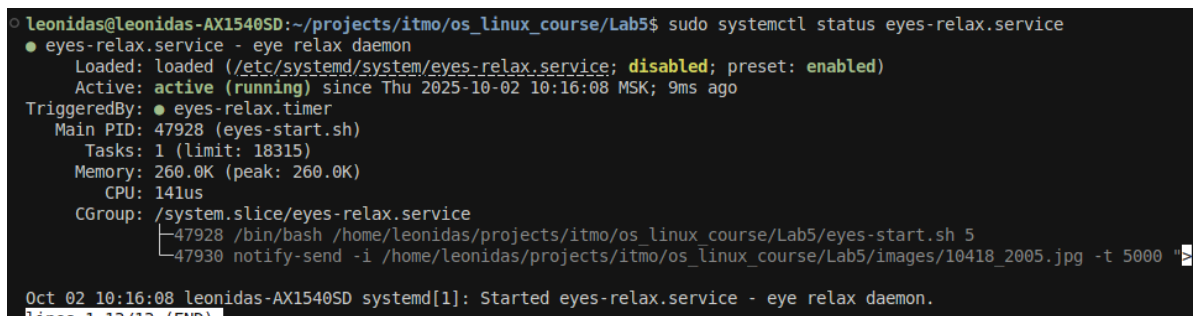 leonidas@leonidas-AX1540SD:~/projects/itmo/os_linux_course/Lab5$ sudo systemctl status eyes-relax.service
● eyes-relax.service - eye relax daemon
Loaded: loaded (/etc/systemd/system/eyes-relax.service; disabled; preset: enabled)
Active: active (running) since Thu 2025-10-02 10:16:08 MSK; 9ms ago
TriggeredBy: ● eyes-relax.timer
Main PID: 47928 (eyes-start.sh)
Tasks: 1 (limit: 18315)
Memory: 260.0K (peak: 260.0K)
CPU: 141us
CGroup: /system.slice/eyes-relax.service
├─47928 /bin/bash /home/leonidas/projects/itmo/os_linux_course/Lab5/eyes-start.sh 5
└─47930 notify-send -i /home/leonidas/projects/itmo/os_linux_course/Lab5/images/10418_2005.jpg -t 5000 ">
Oct 02 10:16:08 leonidas-AX1540SD systemd[1]: Started eyes-relax.service - eye relax daemon.
lines 1-13/13 (END)